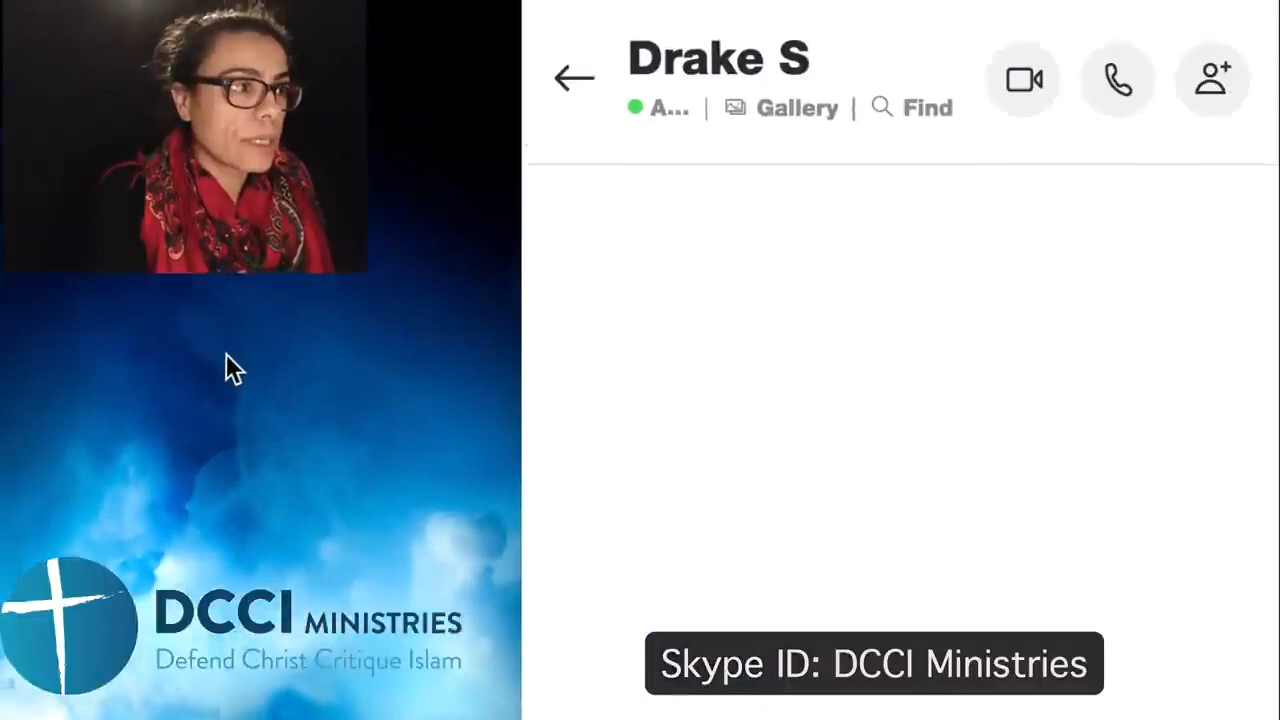 Drake S
A... | Gallery | Find
DCCI MINISTRIES
Defend Christ Critique Islam
Skype ID: DCCI Ministries